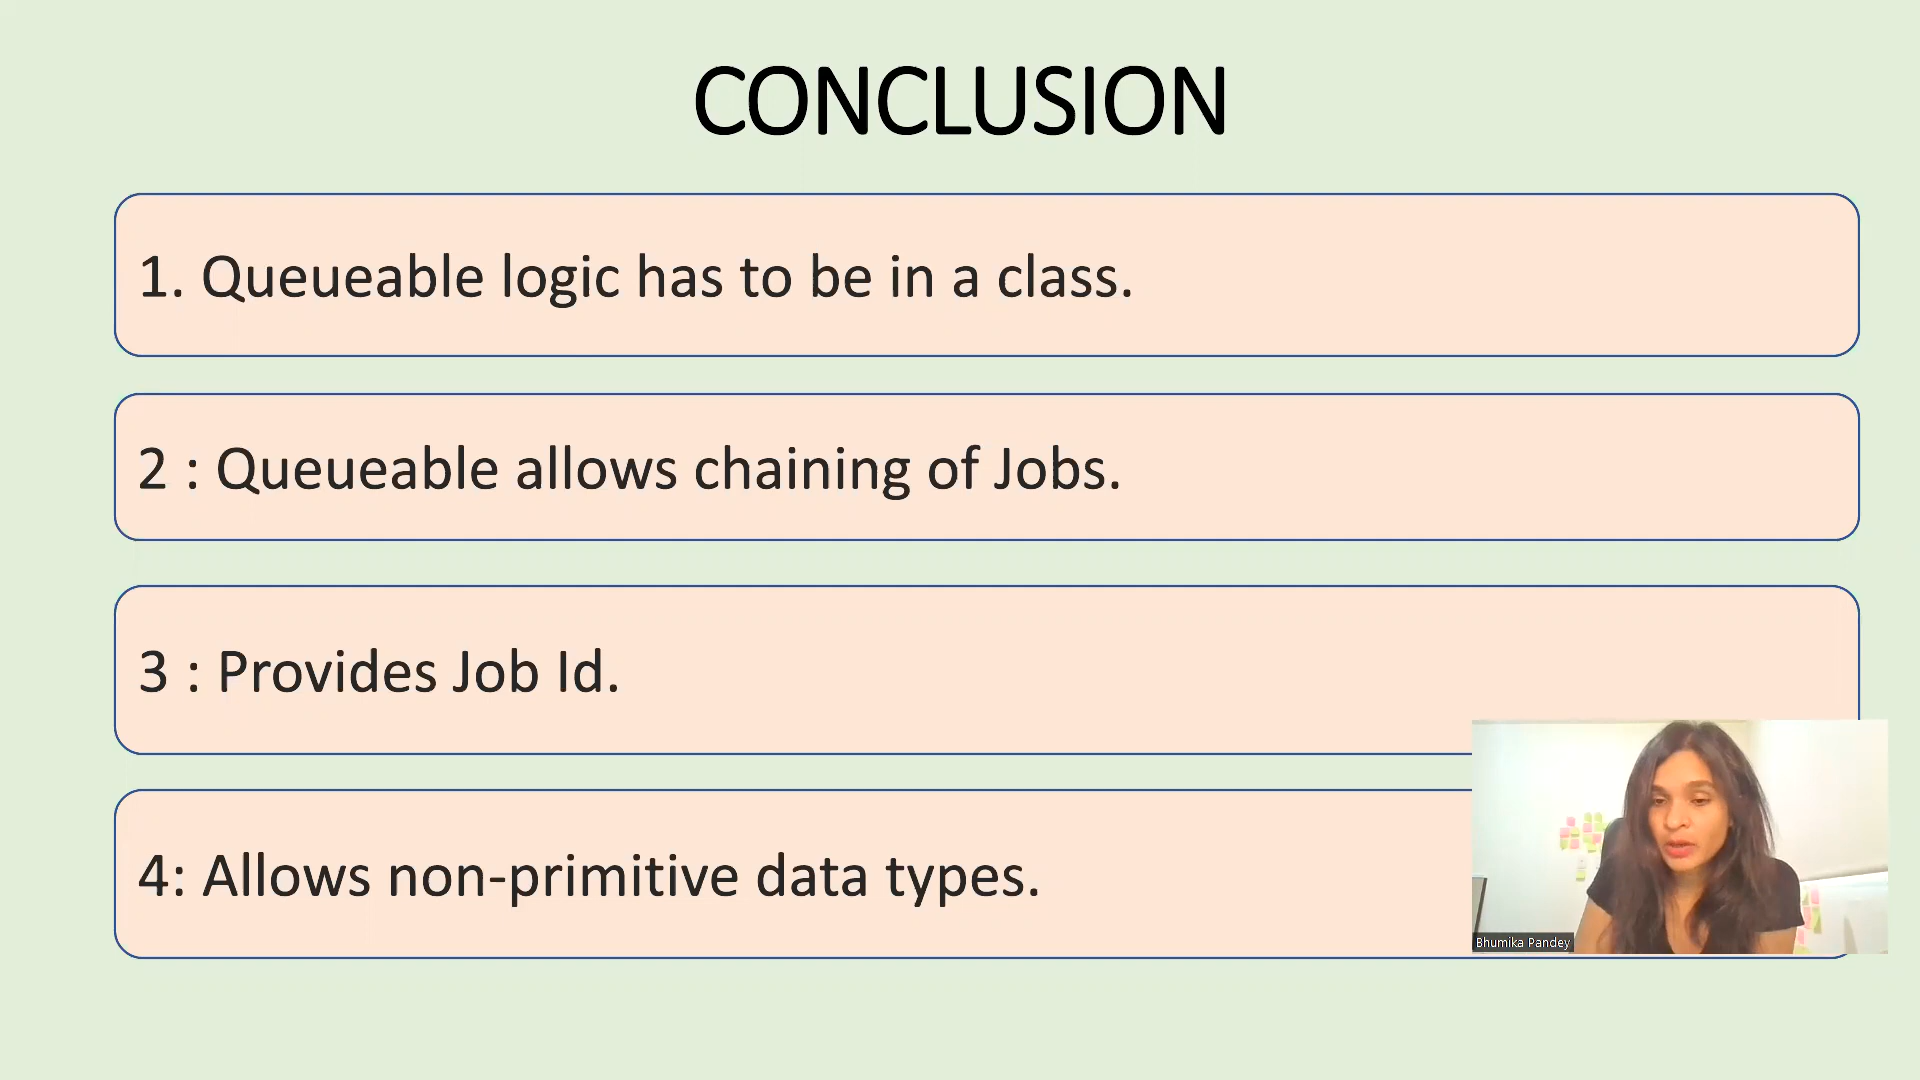 CONCLUSION
1. Queueable logic has to be in a class.
2 : Queueable allows chaining of Jobs.
3 : Provides Job Id.
4: Allows non-primitive data types.
Bhumika Pandey